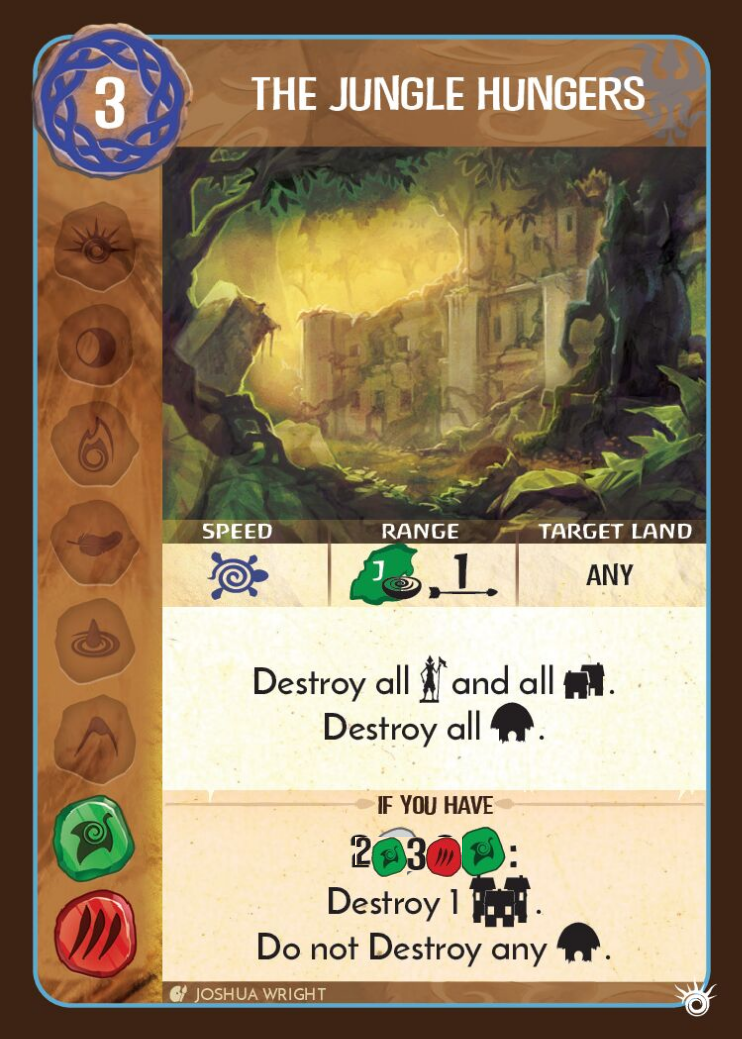 3
THE JUNGLE HUNGERS
SPEED RANGE TARGET LAND
J 1 ANY
Destroy all and all .
Destroy all .
IF YOU HAVE
2 3 :
Destroy 1 .
Do not Destroy any .
JOSHUA WRIGHT